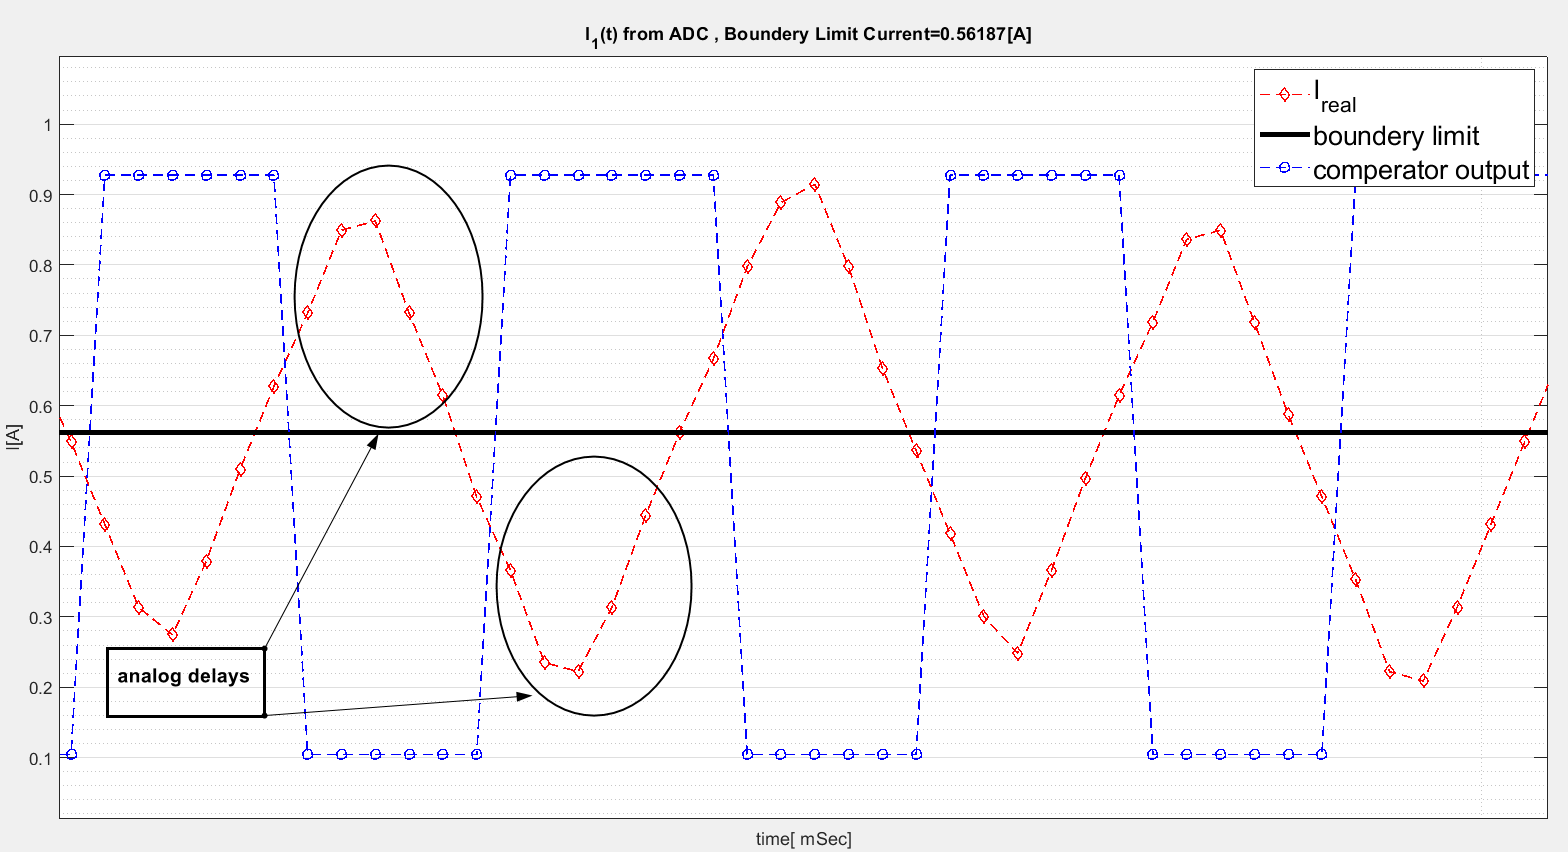 I1(t) from ADC , Boundery Limit Current=0.56187[A]
Ireal
boundery limit
comperator output
1
0.9
0.8
0.7
0.6
0.5
0.4
0.3
0.2
0.1
I[A]
analog delays
time[ mSec]